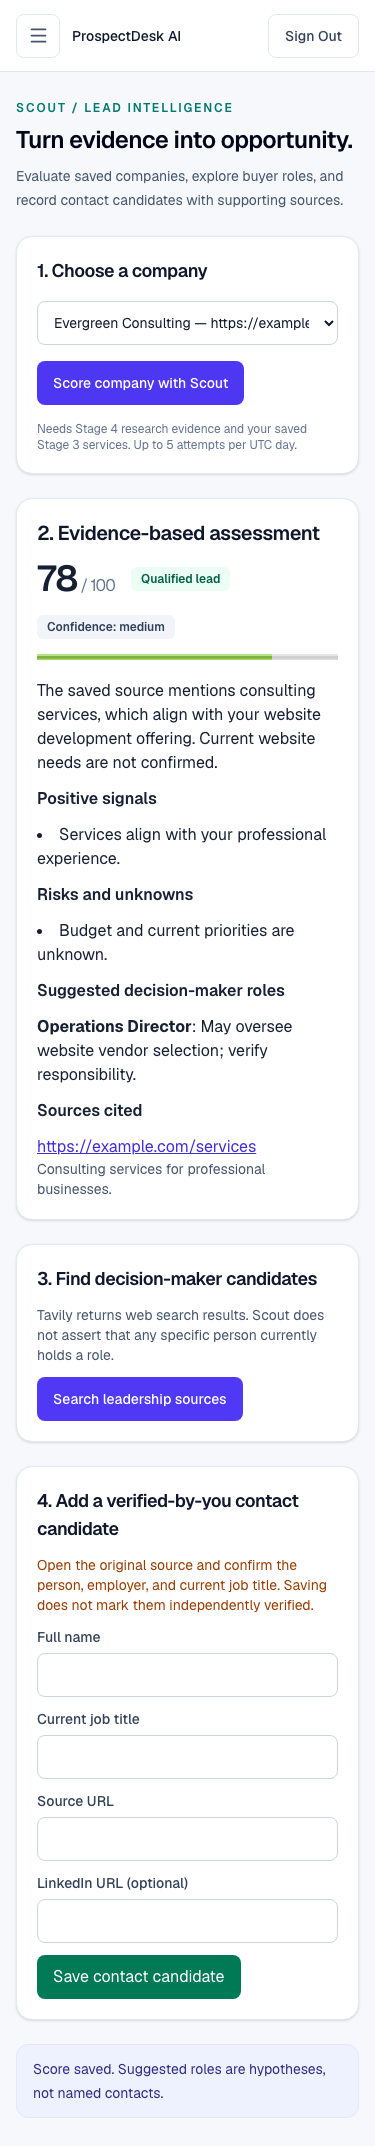 ProspectDesk AI
Sign Out
SCOUT / LEAD INTELLIGENCE
Turn evidence into opportunity.
Evaluate saved companies, explore buyer roles, and
record contact candidates with supporting sources.
1. Choose a company
Evergreen Consulting — https://example
Score company with Scout
Needs Stage 4 research evidence and your saved
Stage 3 services. Up to 5 attempts per UTC day.
2. Evidence-based assessment
78 / 100 Qualified lead
Confidence: medium
The saved source mentions consulting
services, which align with your website
development offering. Current website
needs are not confirmed.
Positive signals
• Services align with your professional
experience.
Risks and unknowns
• Budget and current priorities are
unknown.
Suggested decision-maker roles
Operations Director: May oversee
website vendor selection; verify
responsibility.
Sources cited
https://example.com/services
Consulting services for professional
businesses.
3. Find decision-maker candidates
Tavily returns web search results. Scout does
not assert that any specific person currently
holds a role.
Search leadership sources
4. Add a verified-by-you contact
candidate
Open the original source and confirm the
person, employer, and current job title. Saving
does not mark them independently verified.
Full name
Current job title
Source URL
LinkedIn URL (optional)
Save contact candidate
Score saved. Suggested roles are hypotheses,
not named contacts.